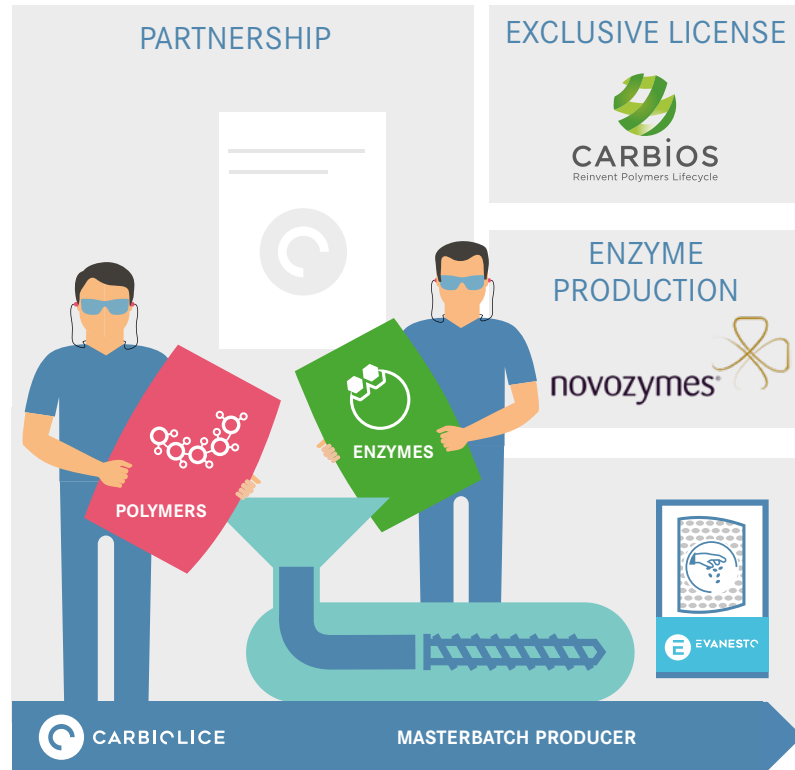 PARTNERSHIP
EXCLUSIVE LICENSE
CARBiOS
Reinvent Polymers Lifecycle
ENZYME
PRODUCTION
novozymes®
ENZYMES
POLYMERS
E EVANESTO
CARBIOLICE
MASTERBATCH PRODUCER